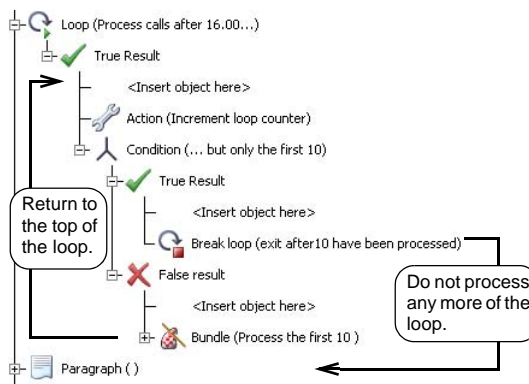 Loop (Process calls after 16.00...)
True Result
<Insert object here>
Action (Increment loop counter)
Condition (... but only the first 10)
True Result
<Insert object here>
Break loop (exit after10 have been processed)
False result
<Insert object here>
Bundle (Process the first 10 )
Paragraph ( )
Return to
the top of
the loop.
Do not process
any more of the
loop.